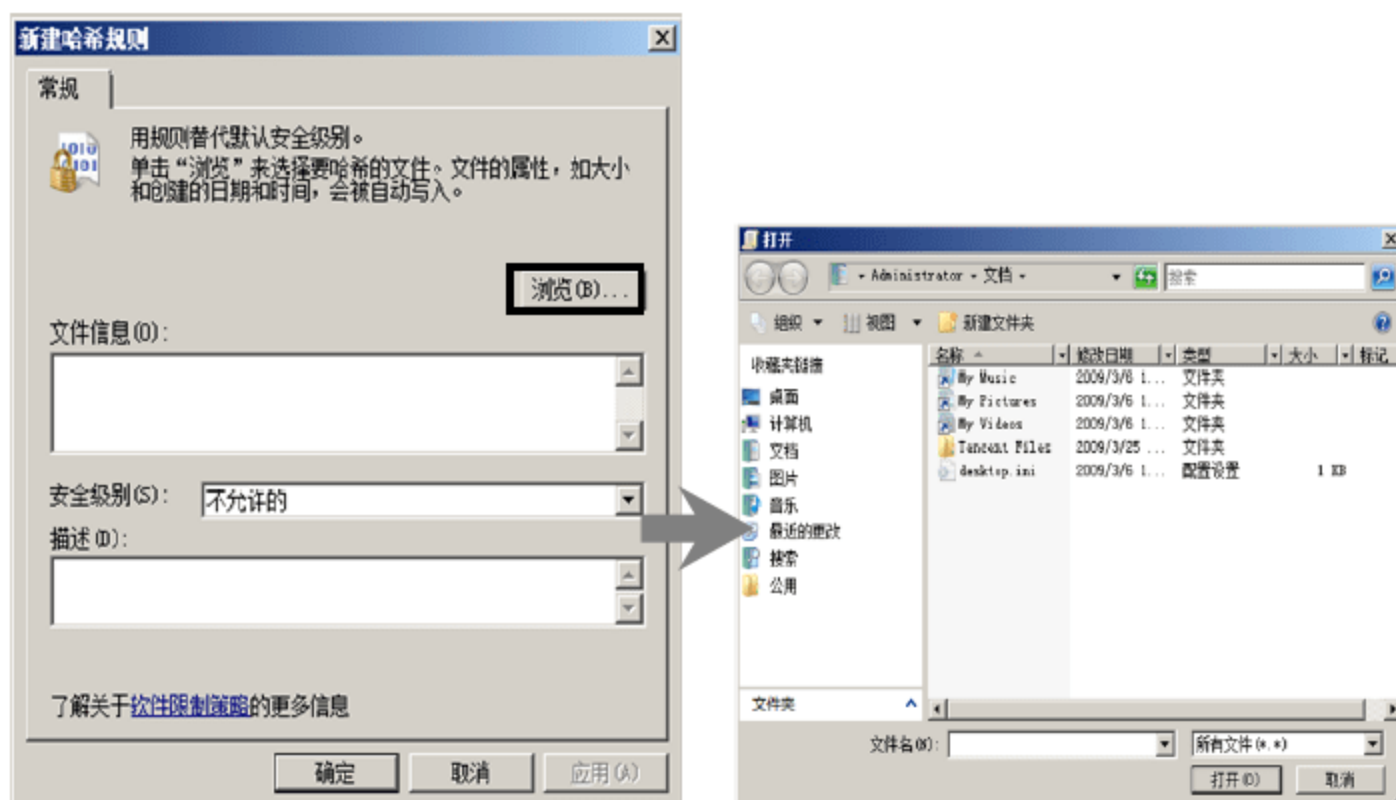 新建哈希规则
常规
用规则替代默认安全级别。
单击“浏览”来选择要哈希的文件。文件的属性，如大小
和创建的日期和时间，会被自动写入。
浏览(B)...
文件信息(O):
安全级别(S):
不允许的
描述(D):
了解关于软件限制策略的更多信息
确定
取消
应用(A)
打开
Administrator
文档
搜索
组织
视图
新建文件夹
收藏夹链接
桌面
计算机
文档
图片
音乐
最近的更改
搜索
公用
文件夹
名称 修改日期 类型 大小 标记
My Music 2009/3/6 1... 文件夹
My Pictures 2009/3/6 1... 文件夹
My Videos 2009/3/6 1... 文件夹
Tencent Files 2009/3/25 ... 文件夹
desktop.ini 2009/3/6 1... 配置设置 1 KB
文件名(N):
所有文件(*.*)
打开(O)
取消